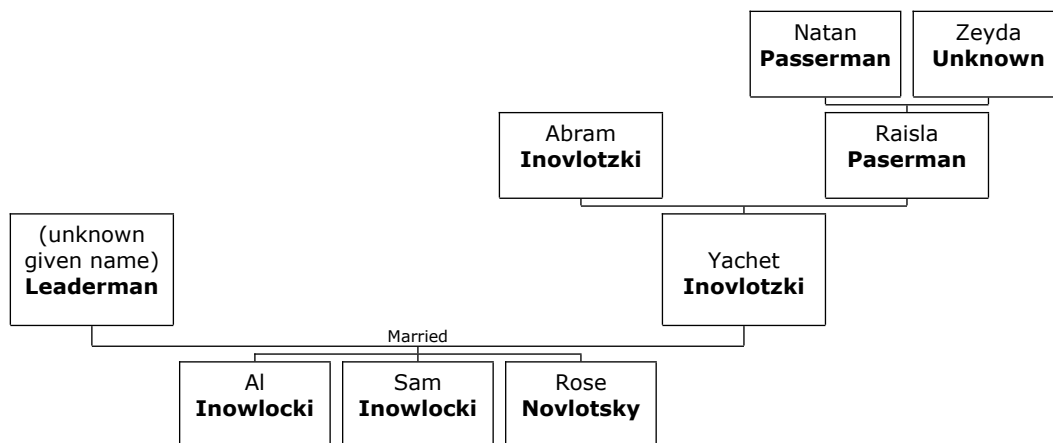 Natan
Passerman
Zeyda
Unknown
Abram
Inovlotzki
Raisla
Paserman
(unknown
given name)
Leaderman
Yachet
Inovlotzki
Married
Al
Inowlocki
Sam
Inowlocki
Rose
Novlotsky